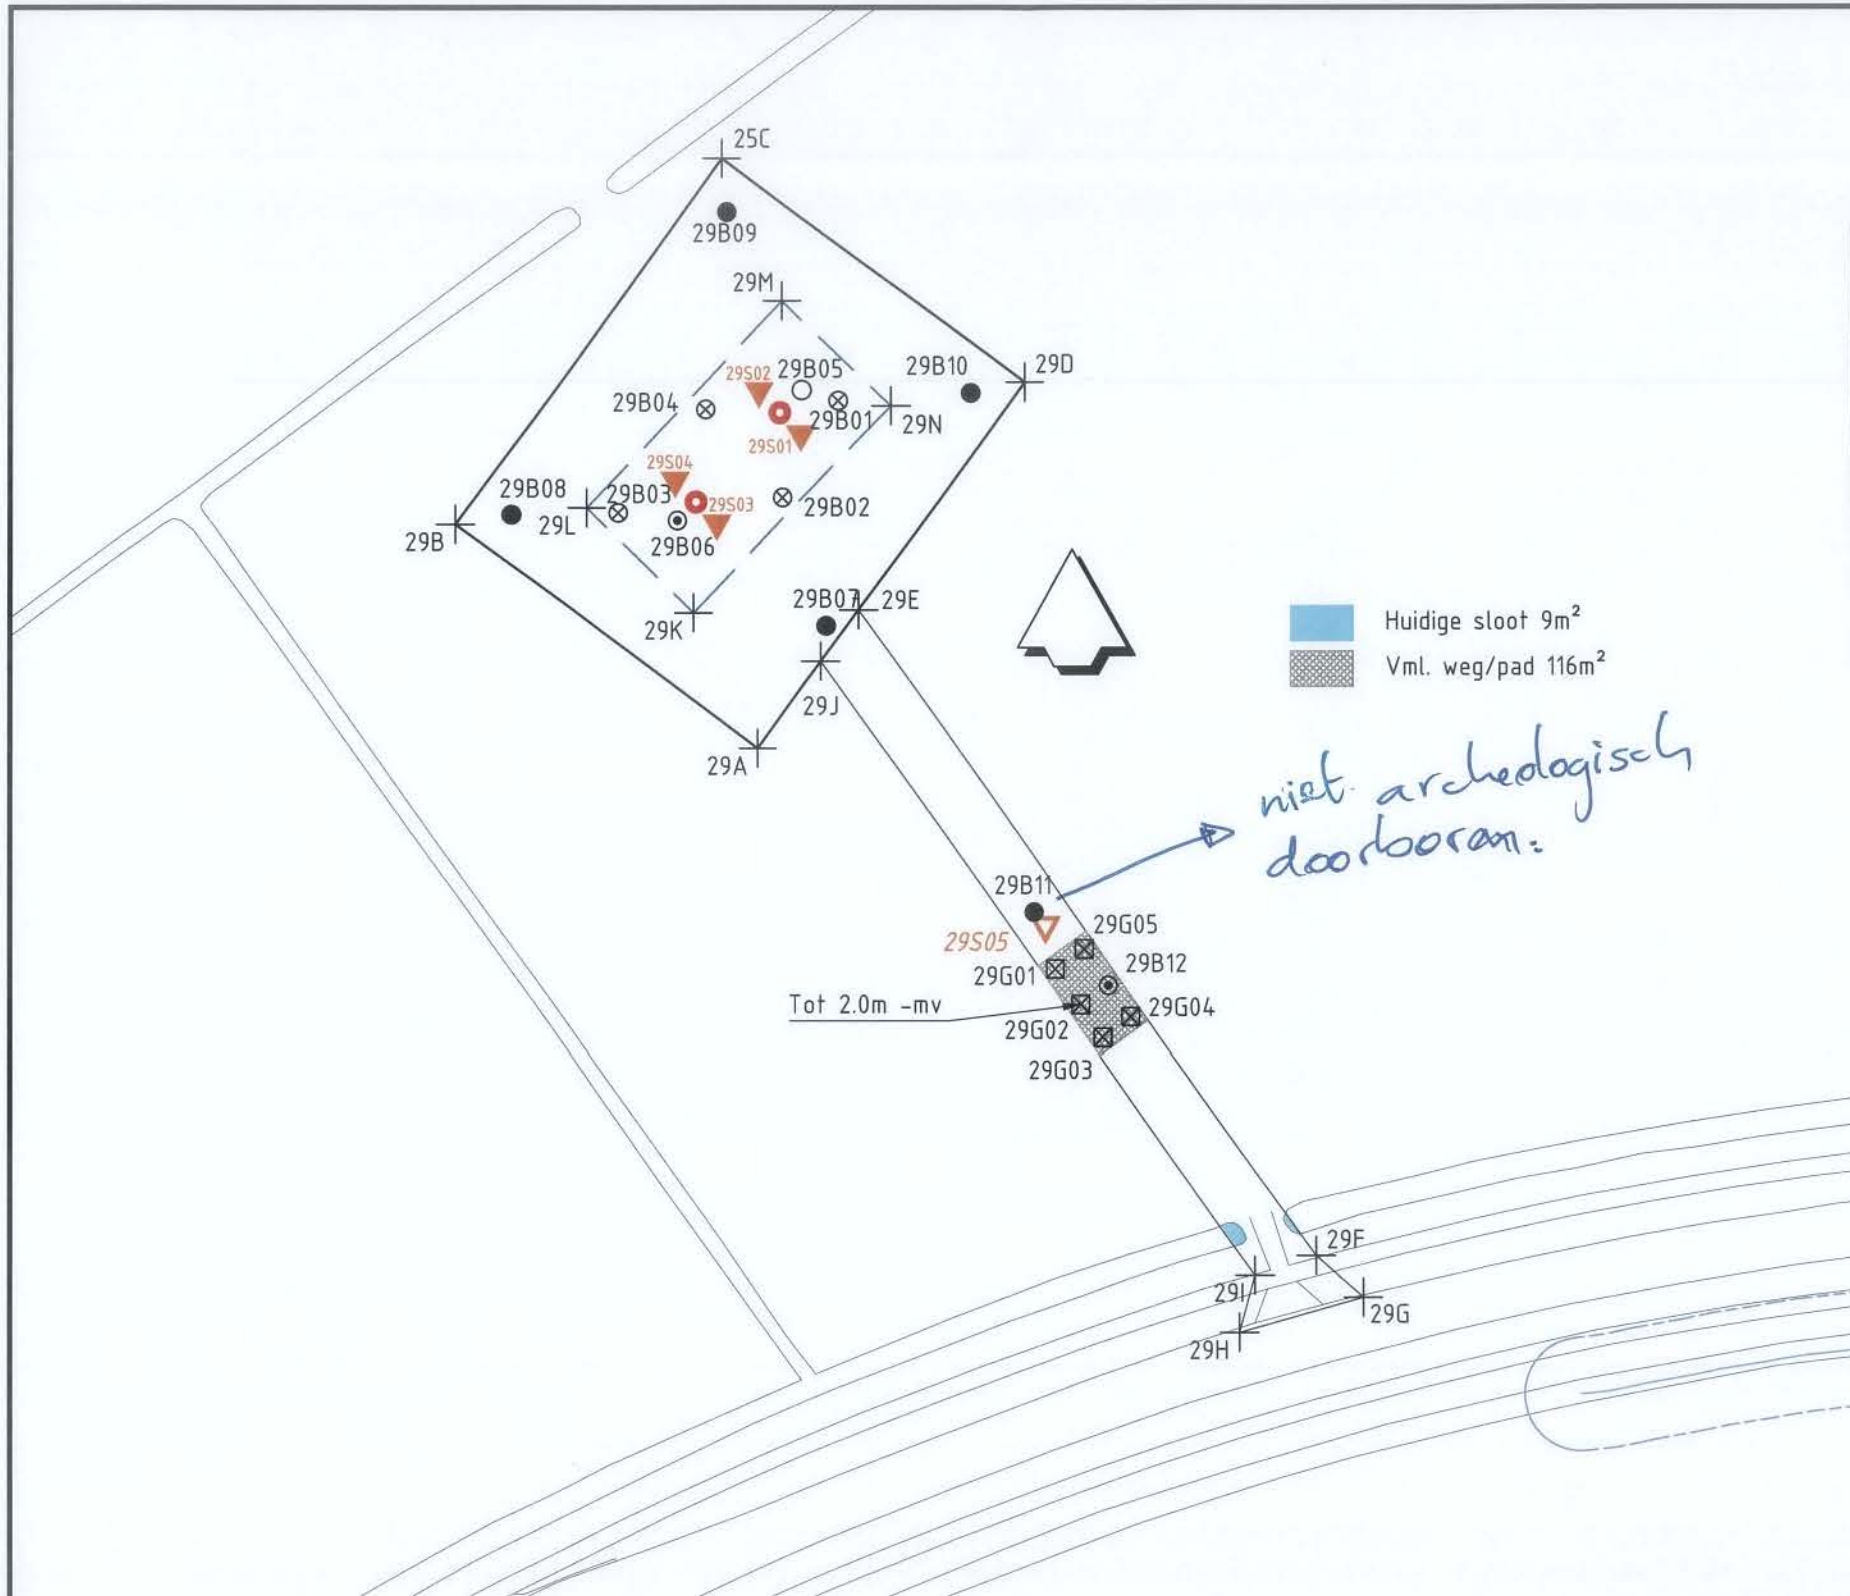 25C
29B09
29M
29S02
29B05
29B10
29D
29B04
29B01
29N
29S01
29S04
29B08
29B03
29S03
29B02
29L
29B
29B06
29B07
29E
29K
29J
29A
Huidige sloot 9m²
Vml. weg/pad 116m²
niet archeologisch
doorboren.
29B11
29S05
29G05
29G01
29B12
Tot 2.0m -mv
29G02
29G04
29G03
29F
29I
29G
29H